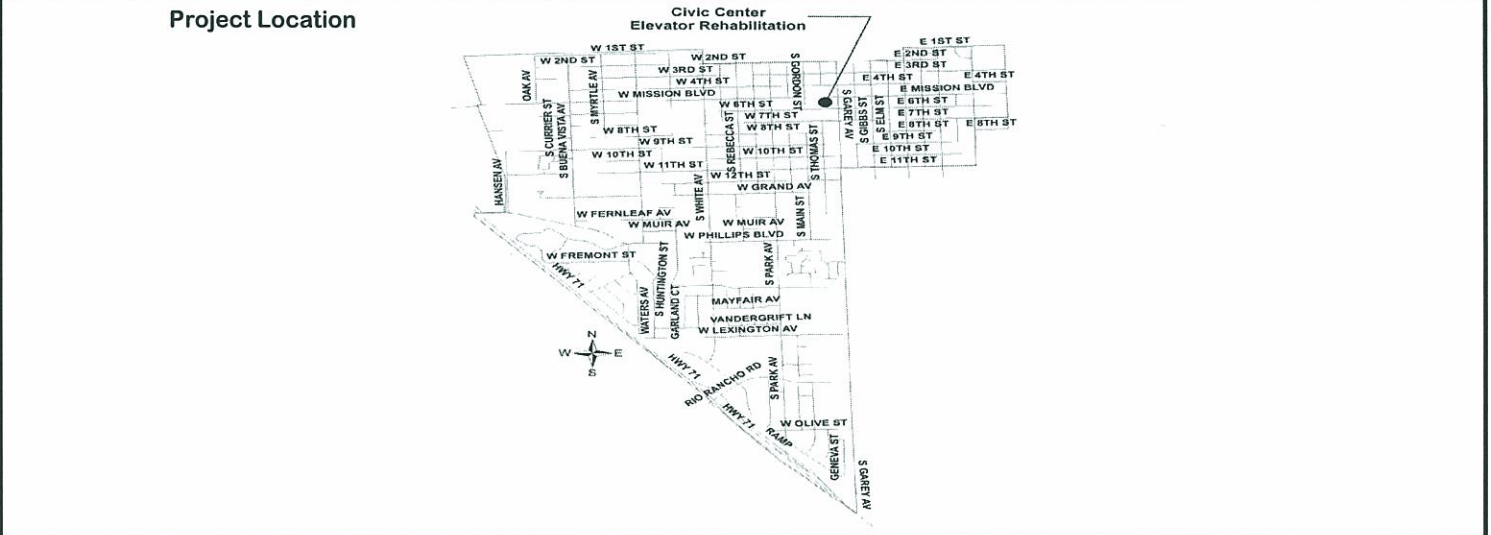 Project Location
Civic Center
Elevator Rehabilitation
E 1ST ST
W 1ST ST
E 2ND ST
W 2ND ST
W 2ND ST
E 3RD ST
W 3RD ST
E 4TH ST
E 4TH ST
W 4TH ST
E MISSION BLVD
W MISSION BLVD
S GORDON ST
OAK AV
S MYRTLE AV
S CURRIER ST
S BUENA VISTA AV
W 6TH ST
E 6TH ST
W 7TH ST
E 7TH ST
W 8TH ST
W 8TH ST
E 8TH ST
E 8TH ST
S GAREY AV
S GIBBS ST
S ELM ST
S REBECCA ST
S THOMAS ST
W 9TH ST
E 9TH ST
W 10TH ST
W 10TH ST
E 10TH ST
W 11TH ST
E 11TH ST
W 12TH ST
HANSEN AV
S WHITE AV
W GRAND AV
S MAIN ST
W FERNLEAF AV
W MUIR AV
W MUIR AV
W PHILLIPS BLVD
W FREMONT ST
HWY 71
S HUNTINGTON ST
S PARK AV
WATERS AV
GARLAND CT
MAYFAIR AV
VANDERGRIFT LN
W LEXINGTON AV
N
W E
S
HWY 71
RIO RANCHO RD
S PARK AV
HWY 71
RAMP
W OLIVE ST
GENEVA ST
S GAREY AV